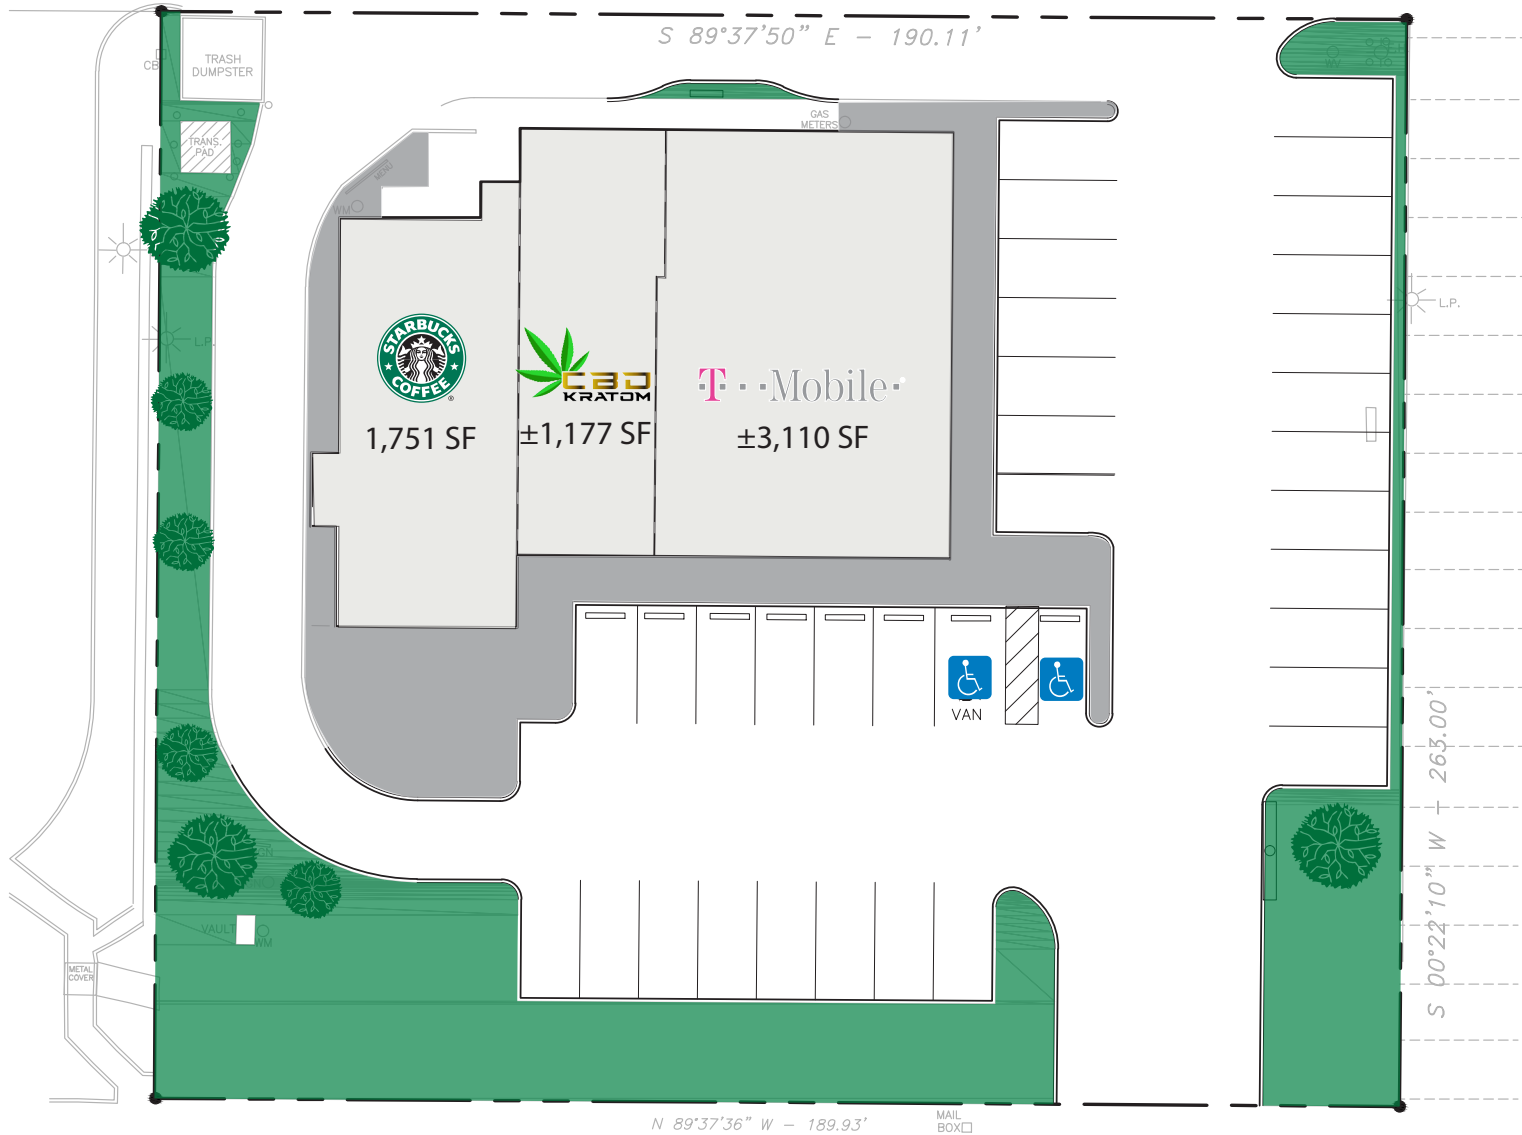 S 89°37'50" E – 190.11'
TRASH
DUMPSTER
CB
WV
GAS
METERS
TRANS.
PAD
MENU
WM
L.P.
L.P.
STARBUCKS
COFFEE
®
CBD
KRATOM
T··Mobile·
1,751 SF
±1,177 SF
±3,110 SF
VAN
S 00°22'10" W – 263.00'
VAULT
WM
METAL
COVER
N 89°37'36" W – 189.93'
MAIL
BOX